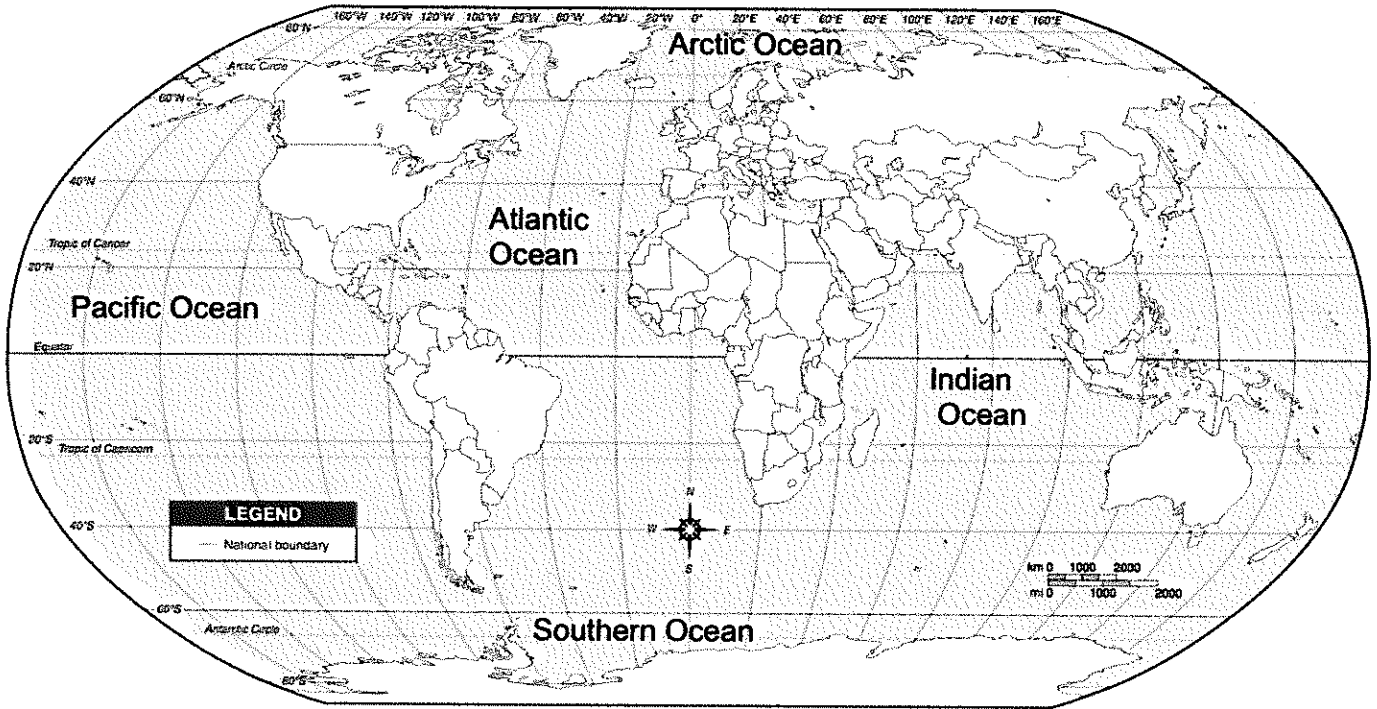 160°W 140°W 120°W 100°W 80°W 60°W 40°W 20°W 0° 20°E 40°E 60°E 80°E 100°E 120°E 140°E 160°E
80°N
Arctic Ocean
Arctic Circle
60°N
40°N
Atlantic
Ocean
Tropic of Cancer
20°N
Pacific Ocean
Equator
Indian
Ocean
20°S
Tropic of Capricorn
LEGEND
National boundary
N
W E
S
40°S
km 0 1000 2000
mi 0 1000 2000
60°S
Antarctic Circle
Southern Ocean
80°S